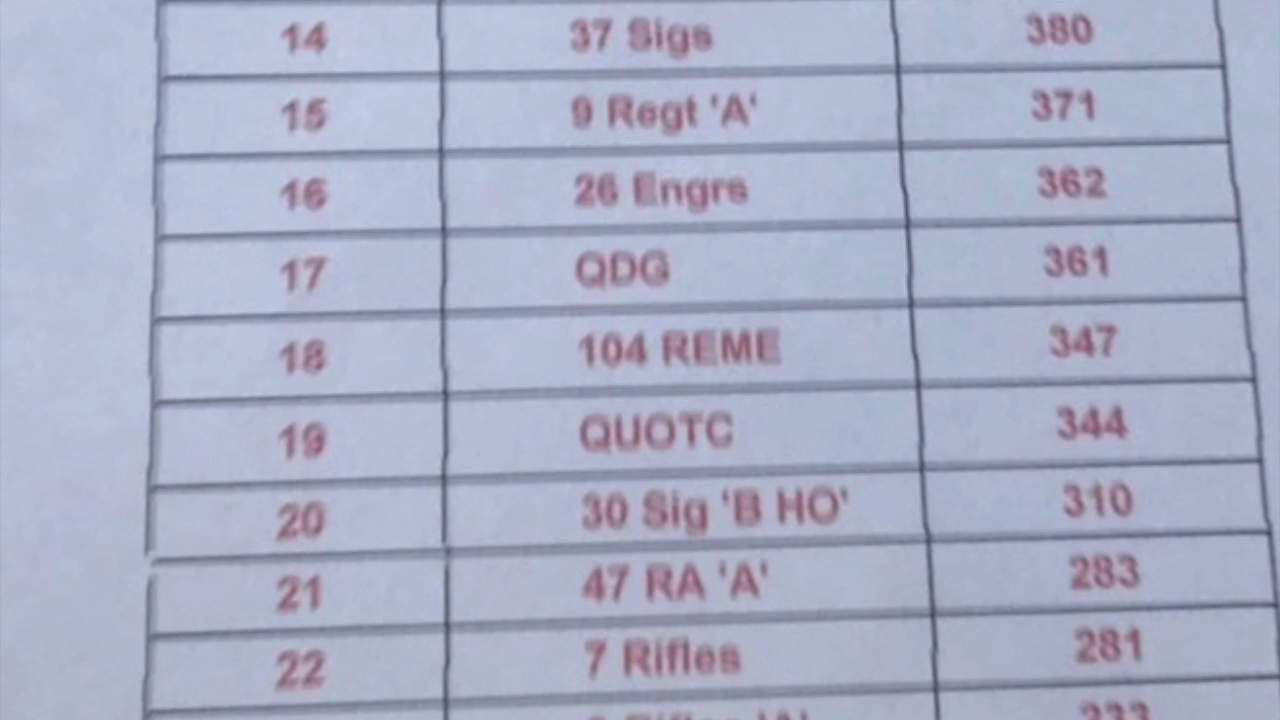 14 37 Sigs 380
15 9 Regt 'A' 371
16 26 Engrs 362
17 QDG 361
18 104 REME 347
19 QUOTC 344
20 30 Sig 'B HO' 310
21 47 RA 'A' 283
22 7 Rifles 281